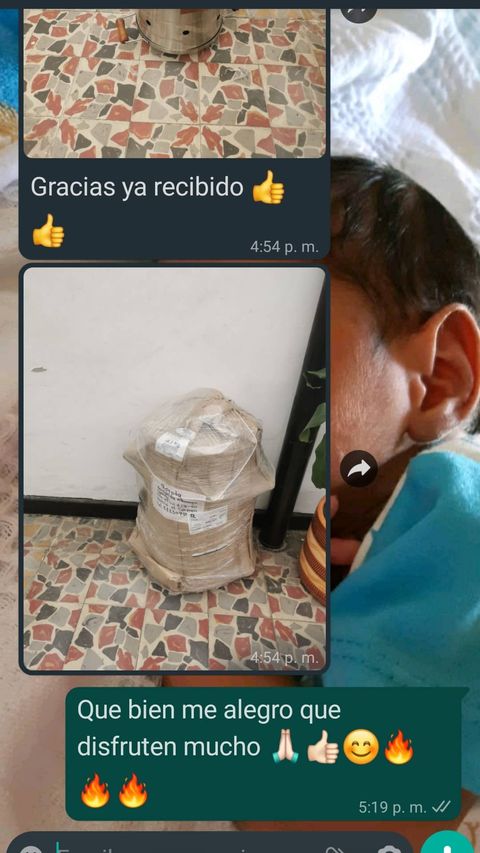 Gracias ya recibido 👍
👍
4:54 p. m.
4:54 p. m.
Que bien me alegro que
disfruten mucho 🙏🏻👍🏻😊🔥
🔥🔥
5:19 p. m.